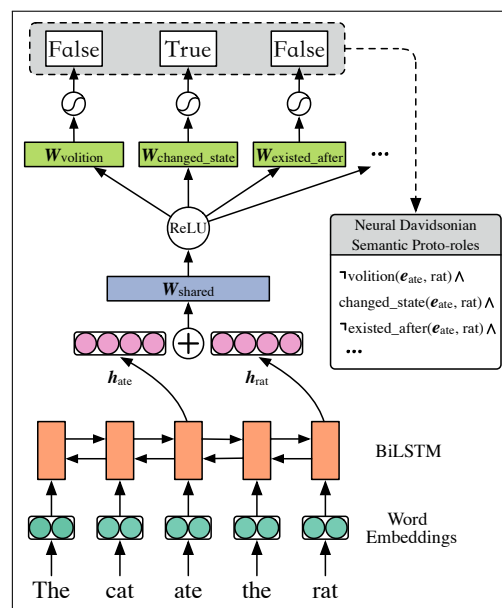 False True False
W_volition W_changed_state W_existed_after ...
ReLU
Neural Davidsonian
Semantic Proto-roles
¬volition(e_ate, rat) ∧
changed_state(e_ate, rat) ∧
¬existed_after(e_ate, rat) ∧
...
W_shared
+
h_ate h_rat
BiLSTM
Word
Embeddings
The cat ate the rat